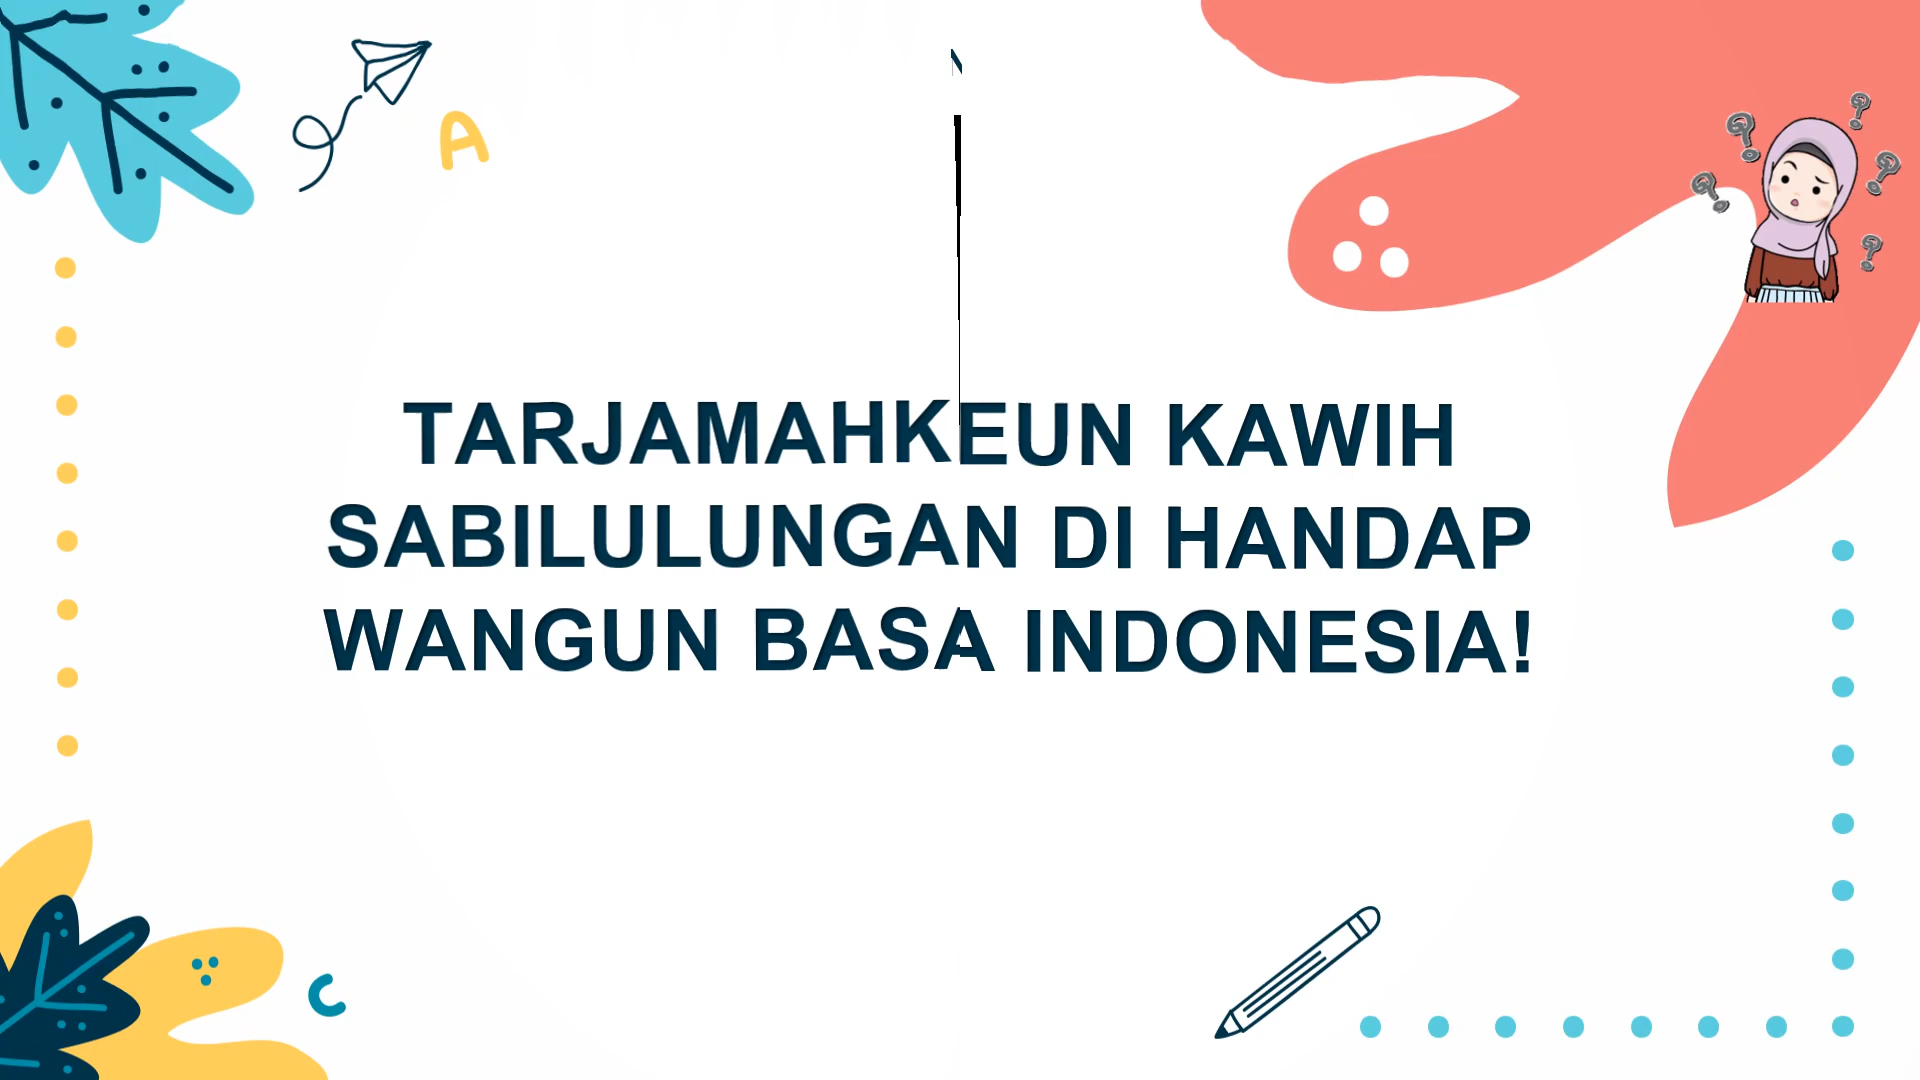 A
TARJAMAHKEUN KAWIH
SABILULUNGAN DI HANDAP
WANGUN BASA INDONESIA!
C